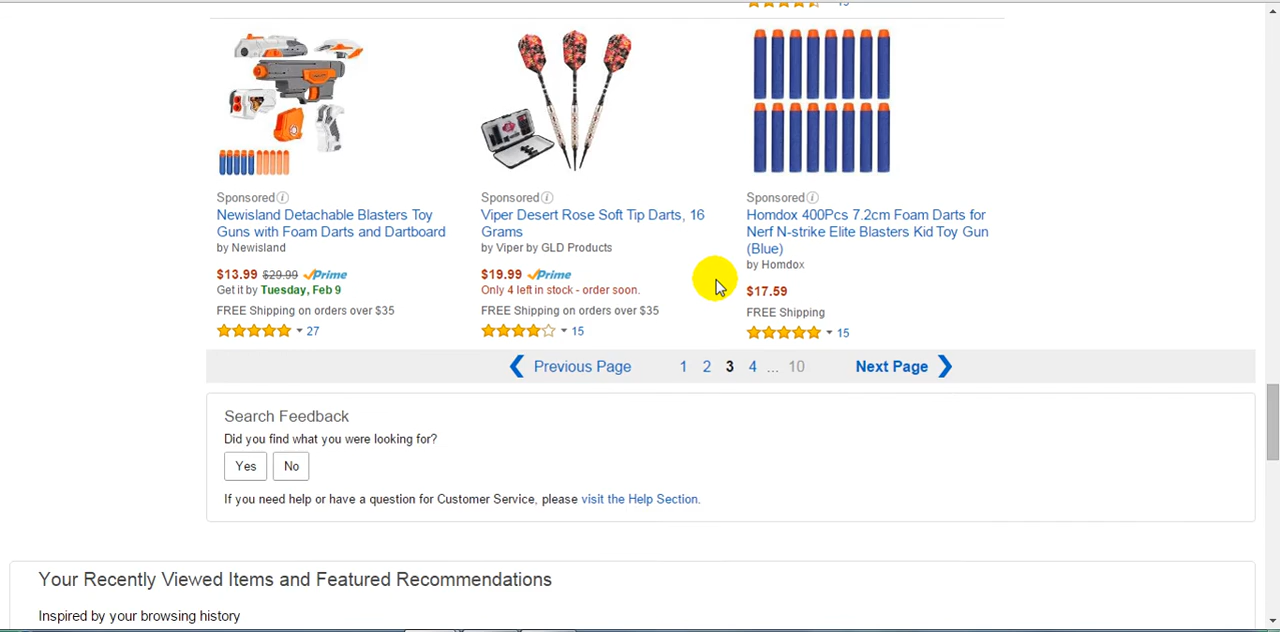 Sponsored
Newisland Detachable Blasters Toy
Guns with Foam Darts and Dartboard
by Newisland
$13.99 $29.99 Prime
Get it by Tuesday, Feb 9
FREE Shipping on orders over $35
27
Sponsored
Viper Desert Rose Soft Tip Darts, 16
Grams
by Viper by GLD Products
$19.99 Prime
Only 4 left in stock - order soon.
FREE Shipping on orders over $35
15
Sponsored
Homdox 400Pcs 7.2cm Foam Darts for
Nerf N-strike Elite Blasters Kid Toy Gun
(Blue)
by Homdox
$17.59
FREE Shipping
15
Previous Page 1 2 3 4 ... 10 Next Page
Search Feedback
Did you find what you were looking for?
Yes No
If you need help or have a question for Customer Service, please visit the Help Section.
Your Recently Viewed Items and Featured Recommendations
Inspired by your browsing history